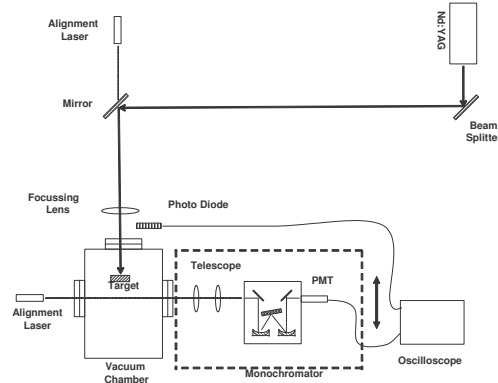 Alignment
Laser
Nd:YAG
Mirror
Beam
Splitter
Focussing
Lens
Photo Diode
Telescope
Target
PMT
Alignment
Laser
Oscilloscope
Vacuum
Chamber
Monochromator